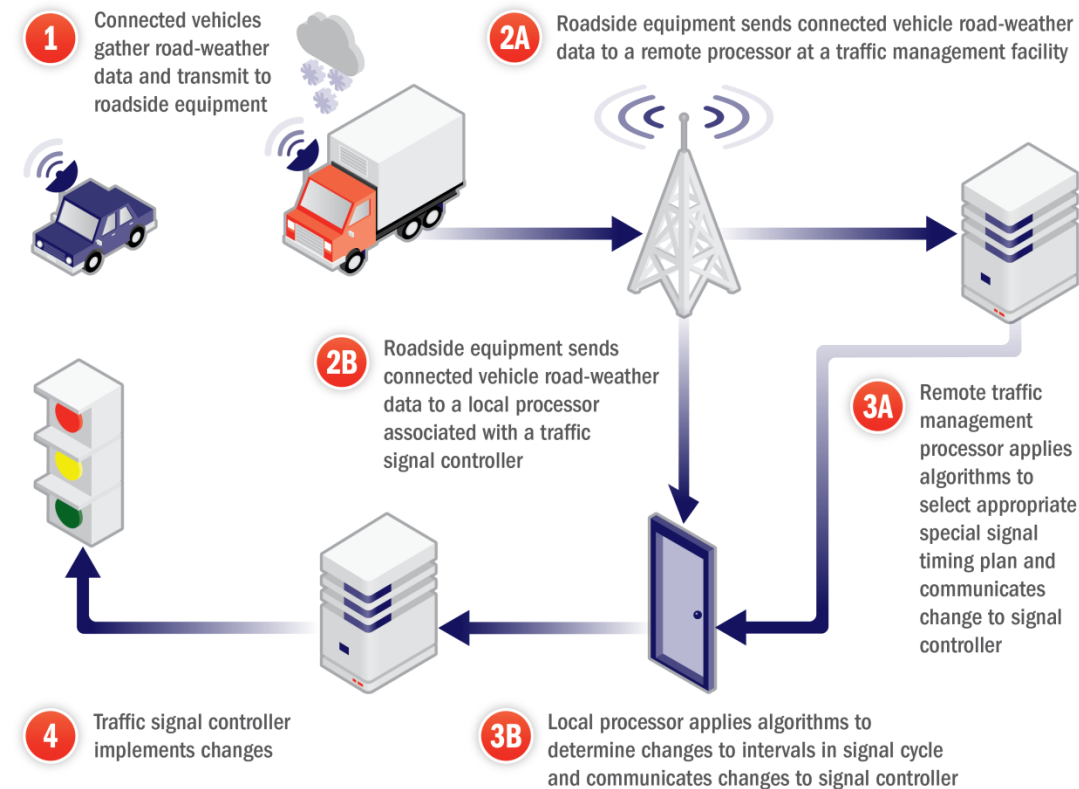 1
Connected vehicles
gather road-weather
data and transmit to
roadside equipment
2A
Roadside equipment sends connected vehicle road-weather
data to a remote processor at a traffic management facility
2B
Roadside equipment sends
connected vehicle road-weather
data to a local processor
associated with a traffic
signal controller
3A
Remote traffic
management
processor applies
algorithms to
select appropriate
special signal
timing plan and
communicates
change to signal
controller
4
Traffic signal controller
implements changes
3B
Local processor applies algorithms to
determine changes to intervals in signal cycle
and communicates changes to signal controller